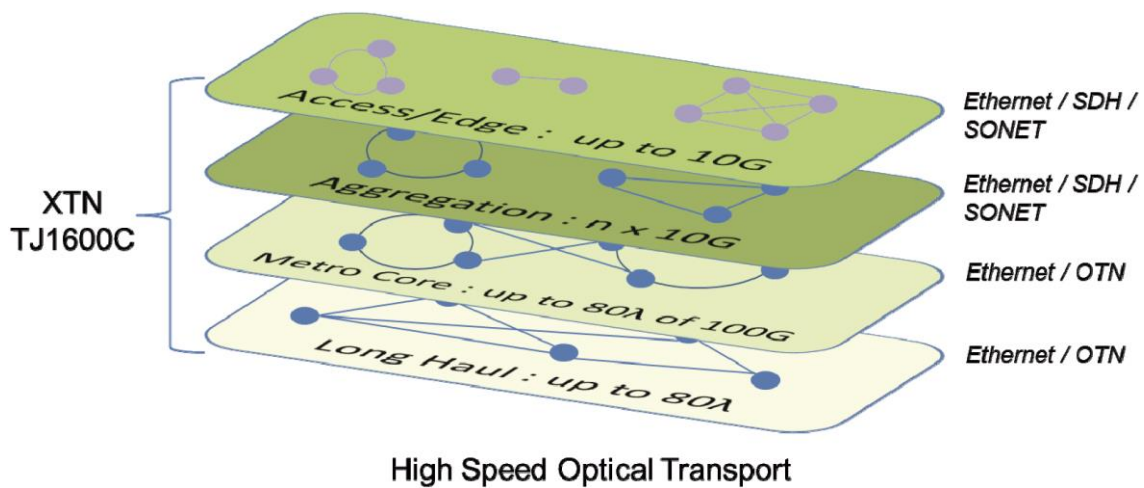 Access/Edge : up to 10G
Ethernet / SDH /
SONET
Aggregation : n x 10G
Ethernet / SDH /
SONET
XTN
TJ1600C
Metro Core : up to 80λ of 100G
Ethernet / OTN
Long Haul : up to 80λ
Ethernet / OTN
High Speed Optical Transport